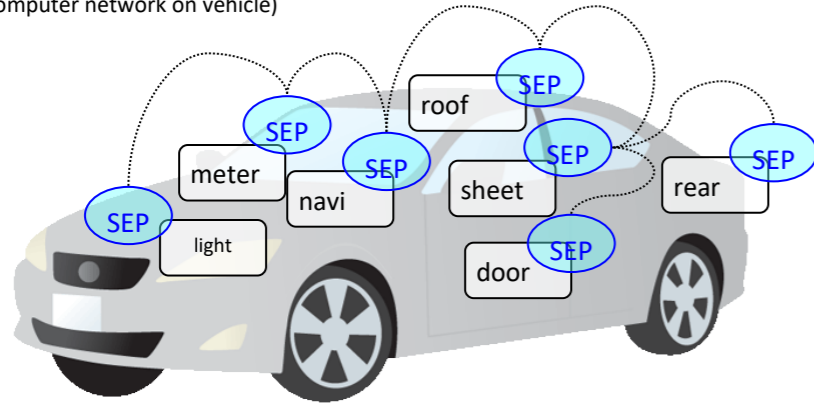 omputer network on vehicle)
SEP
roof
SEP
meter
SEP
navi
SEP
sheet
SEP
rear
SEP
light
SEP
door